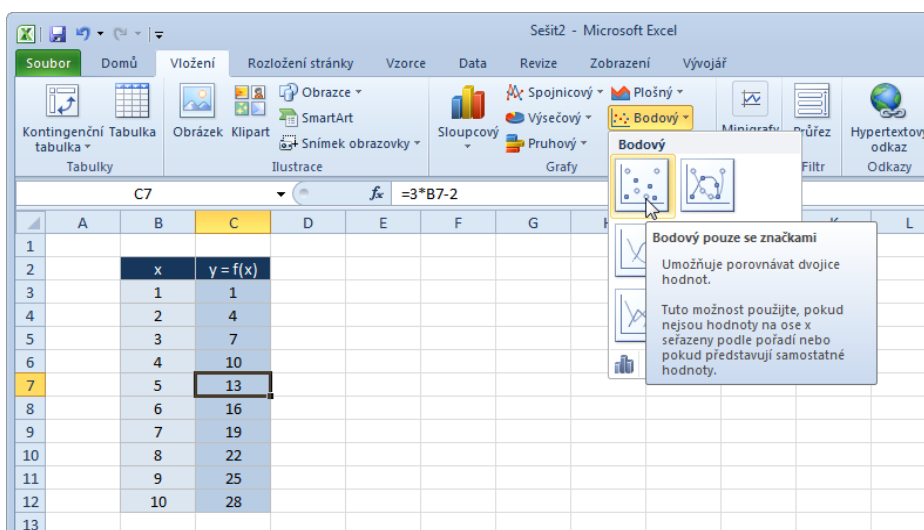 Sešit2 - Microsoft Excel
Soubor Domů Vložení Rozložení stránky Vzorce Data Revize Zobrazení Vývojář
Kontingenční tabulka
Tabulka
Obrázek
Klipart
Obrazce
SmartArt
Snímek obrazovky
Sloupcový
Spojnicový
Výsečový
Pruhový
Plošný
Bodový
Minigrafy
Průřez
Hypertextový
odkaz
Tabulky Ilustrace Grafy Filtr Odkazy
C7 fx =3*B7-2
A B C D E F G K L
1
2 x y = f(x)
3 1 1
4 2 4
5 3 7
6 4 10
7 5 13
8 6 16
9 7 19
10 8 22
11 9 25
12 10 28
13
Bodový
Bodový pouze se značkami
Umožňuje porovnávat dvojice
hodnot.
Tuto možnost použijte, pokud
nejsou hodnoty na ose x
seřazeny podle pořadí nebo
pokud představují samostatné
hodnoty.